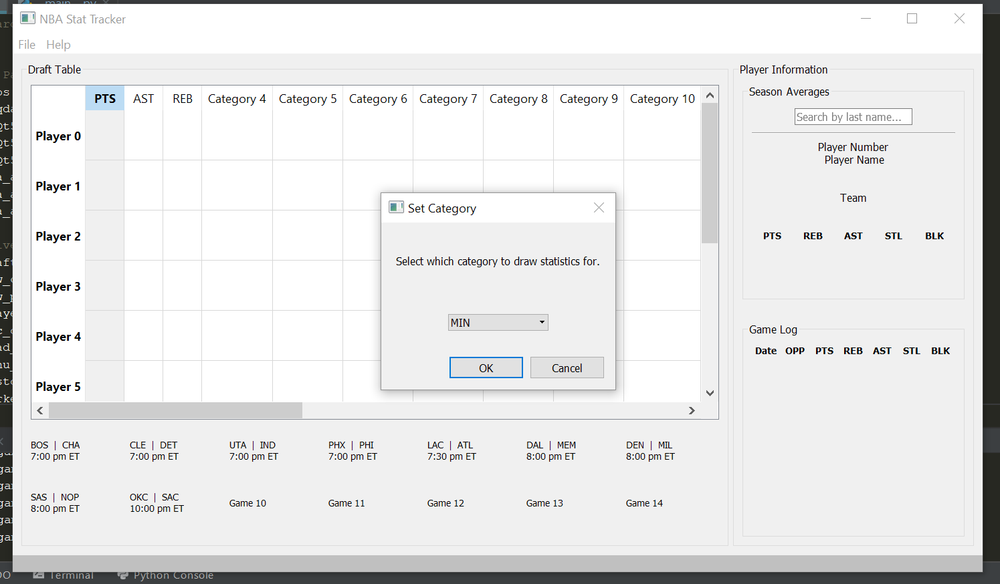 __main__.py
NBA Stat Tracker
File Help
Draft Table
PTS AST REB Category 4 Category 5 Category 6 Category 7 Category 8 Category 9 Category 10
Player 0
Player 1
Player 2
Player 3
Player 4
Player 5
Set Category
Select which category to draw statistics for.
MIN
OK Cancel
BOS | CHA
7:00 pm ET
CLE | DET
7:00 pm ET
UTA | IND
7:00 pm ET
PHX | PHI
7:00 pm ET
LAC | ATL
7:30 pm ET
DAL | MEM
8:00 pm ET
DEN | MIL
8:00 pm ET
SAS | NOP
8:00 pm ET
OKC | SAC
10:00 pm ET
Game 10
Game 11
Game 12
Game 13
Game 14
Player Information
Season Averages
Search by last name...
Player Number
Player Name
Team
PTS REB AST STL BLK
Game Log
Date OPP PTS REB AST STL BLK
Terminal Python Console